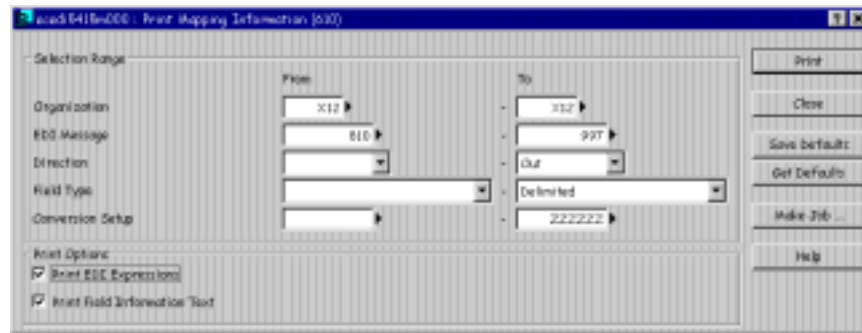 ecedi5415m000 : Print Mapping Information (610)
Selection Range
From To
Organization X12 - X12
EDI Message 810 - 997
Direction - Out
Field Type - Delimited
Conversion Setup - ZZZZZZ
Print Options
Print EDI Expressions
Print Field Information Text
Print
Close
Save Defaults
Get Defaults
Make Job ...
Help